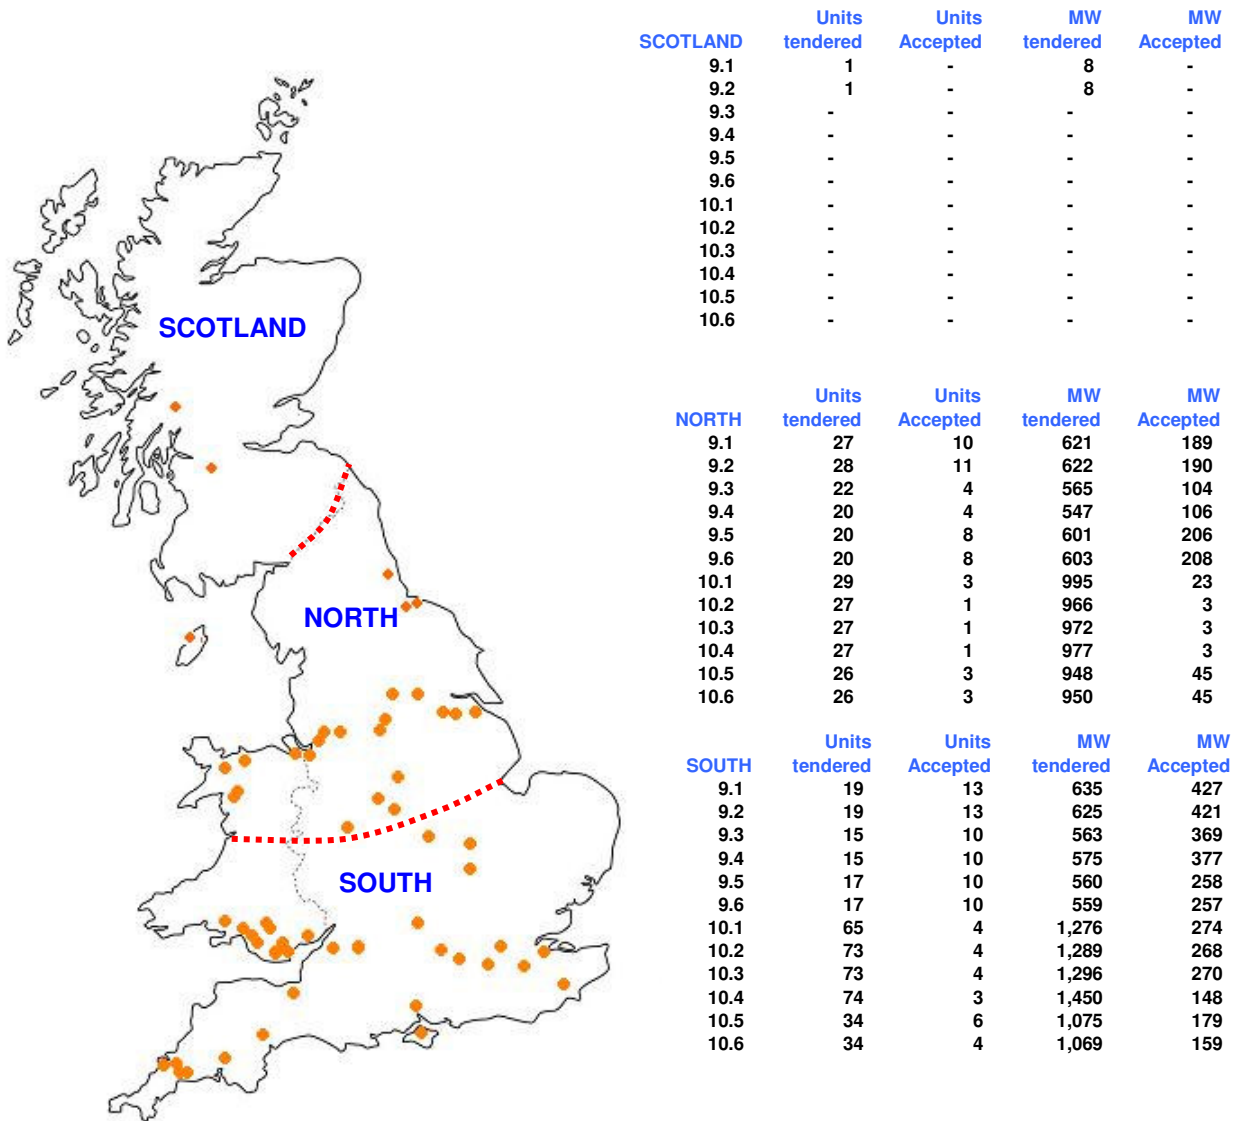 Units Units MW MW
SCOTLAND tendered Accepted tendered Accepted
9.1 1 - 8 -
9.2 1 - 8 -
9.3 - - - -
9.4 - - - -
9.5 - - - -
9.6 - - - -
10.1 - - - -
10.2 - - - -
10.3 - - - -
10.4 - - - -
10.5 - - - -
10.6 - - - -
SCOTLAND
Units Units MW MW
NORTH tendered Accepted tendered Accepted
9.1 27 10 621 189
9.2 28 11 622 190
9.3 22 4 565 104
9.4 20 4 547 106
9.5 20 8 601 206
9.6 20 8 603 208
10.1 29 3 995 23
10.2 27 1 966 3
10.3 27 1 972 3
10.4 27 1 977 3
10.5 26 3 948 45
10.6 26 3 950 45
NORTH
Units Units MW MW
SOUTH tendered Accepted tendered Accepted
9.1 19 13 635 427
9.2 19 13 625 421
9.3 15 10 563 369
9.4 15 10 575 377
9.5 17 10 560 258
9.6 17 10 559 257
10.1 65 4 1,276 274
10.2 73 4 1,289 268
10.3 73 4 1,296 270
10.4 74 3 1,450 148
10.5 34 6 1,075 179
10.6 34 4 1,069 159
SOUTH